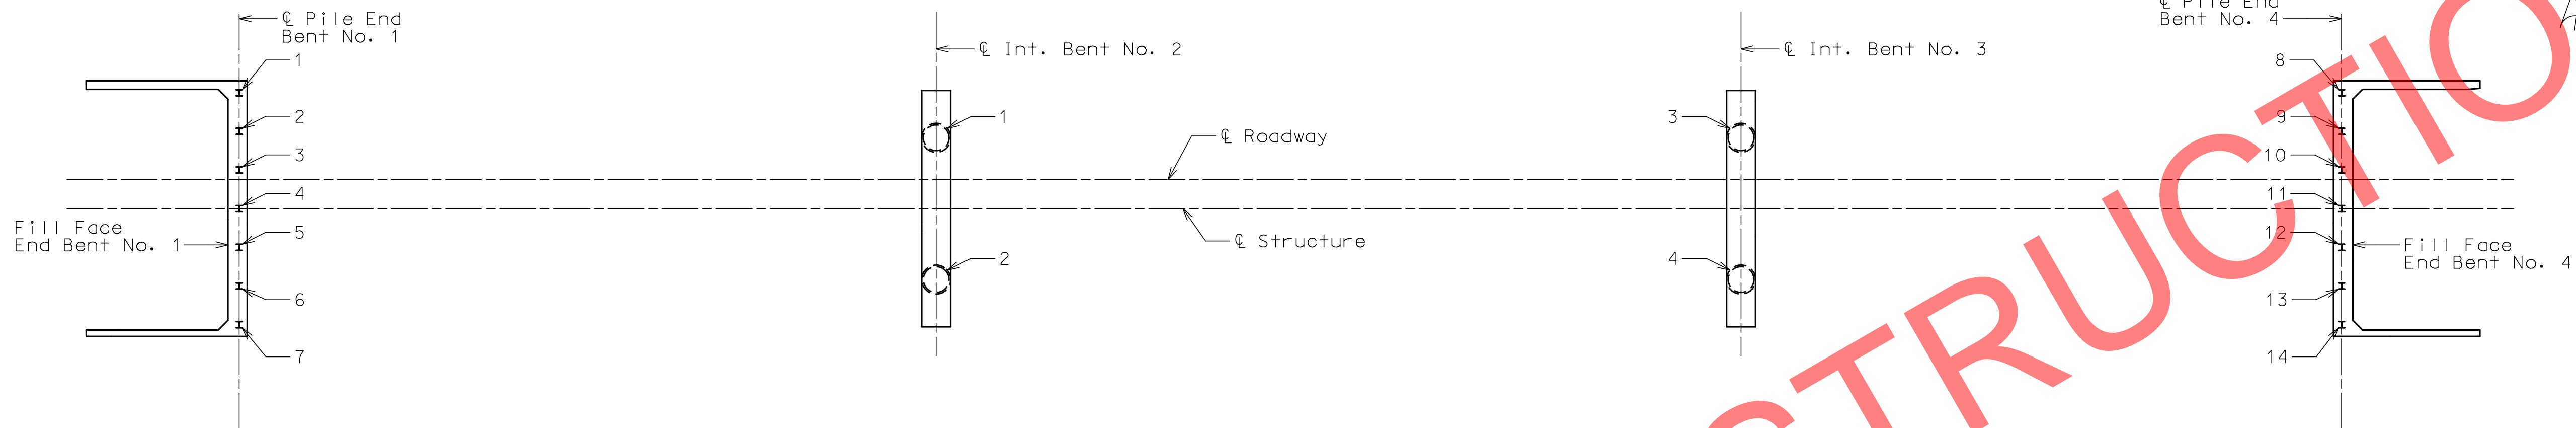 ℄ Pile End
Bent No. 1
℄ Int. Bent No. 2
℄ Int. Bent No. 3
℄ Pile End
Bent No. 4
1
2
3
4
5
6
7
Fill Face
End Bent No. 1
1
2
℄ Roadway
℄ Structure
3
4
8
9
10
11
12
13
14
Fill Face
End Bent No. 4
STRUCTIO